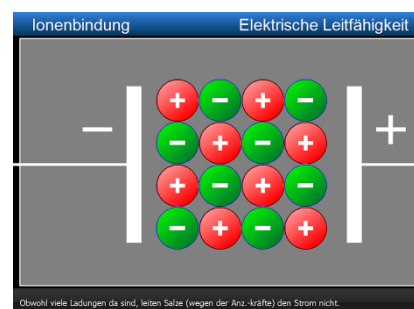 Ionenbindung Elektrische Leitfähigkeit
− +
+ − + −
− + − +
+ − + −
− + − +
Obwohl viele Ladungen da sind, leiten Salze (wegen der Anz.-kräfte) den Strom nicht.